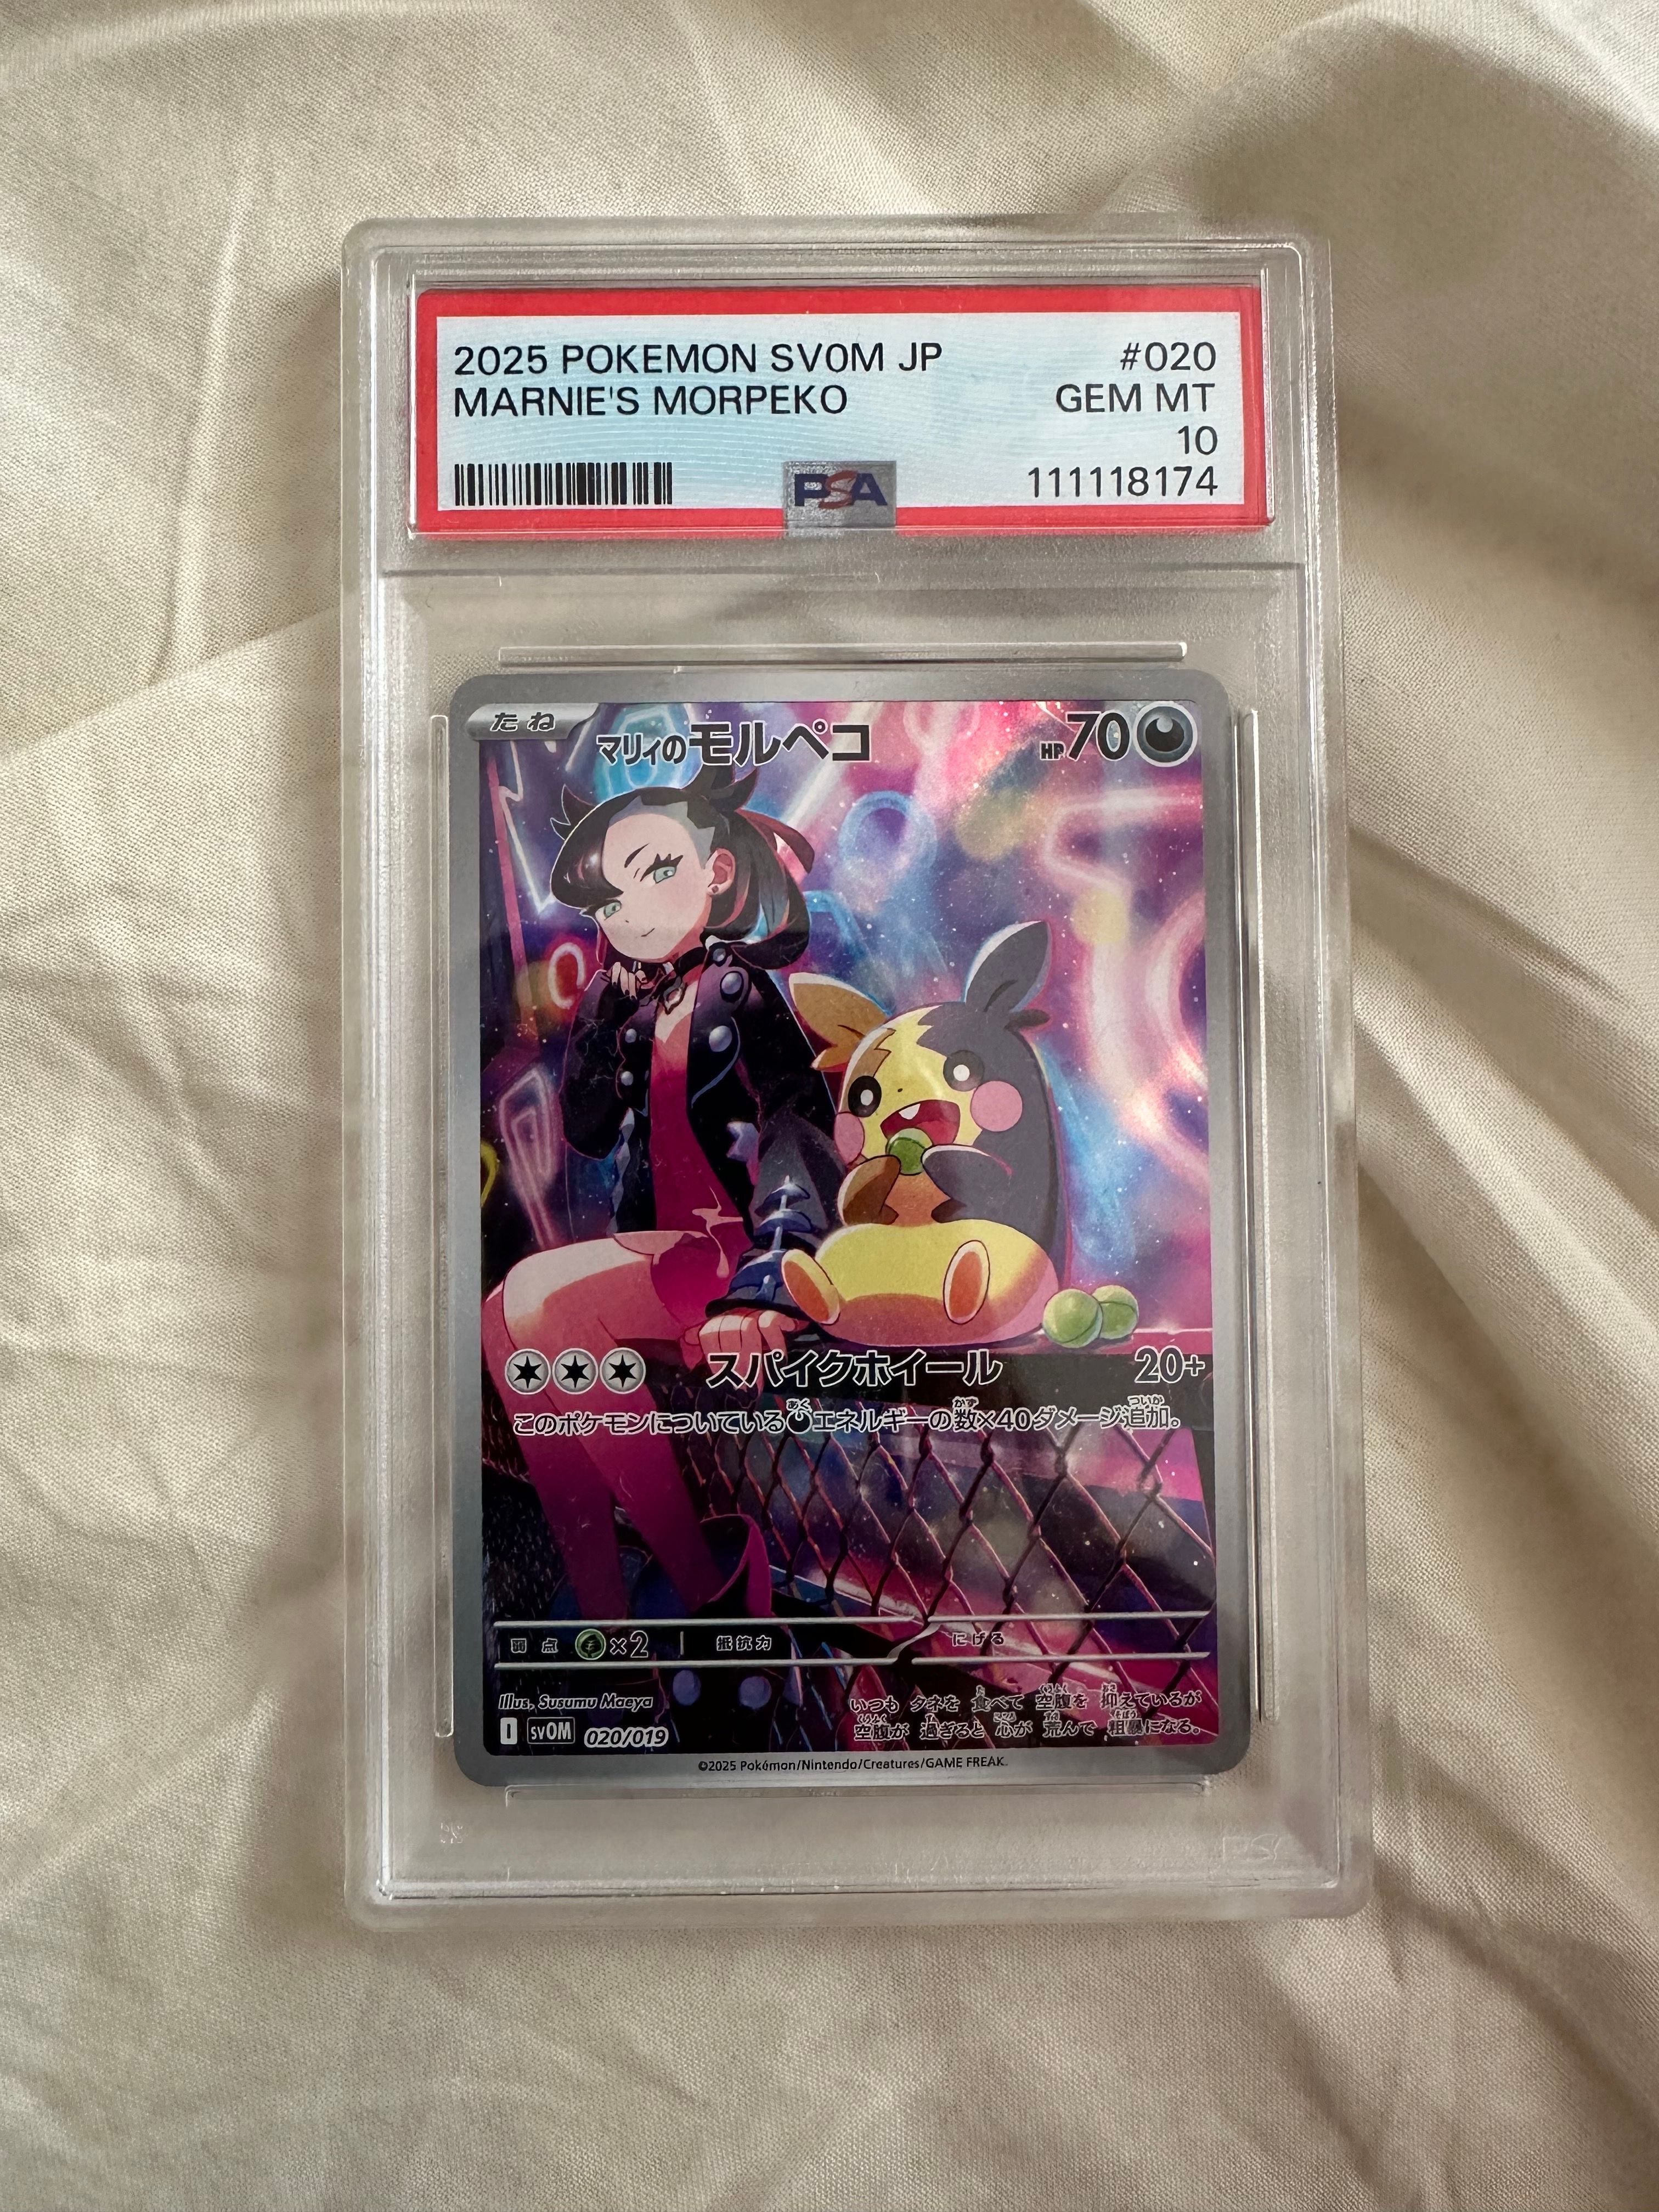 2025 POKEMON SV0M JP #020
MARNIE'S MORPEKO GEM MT
10
PSA 111118174
たね マリィのモルペコ HP70
スパイクホイール 20+
このポケモンについているエネルギーの数×40ダメージ追加。
弱点 ×2 抵抗力 にげる
Illus. Susumu Maeya
いつも タネを 食べて 空腹を 抑えているが
空腹が 過ぎると 心が 荒んで 粗暴になる。
I svOM 020/019
©2025 Pokémon/Nintendo/Creatures/GAME FREAK.